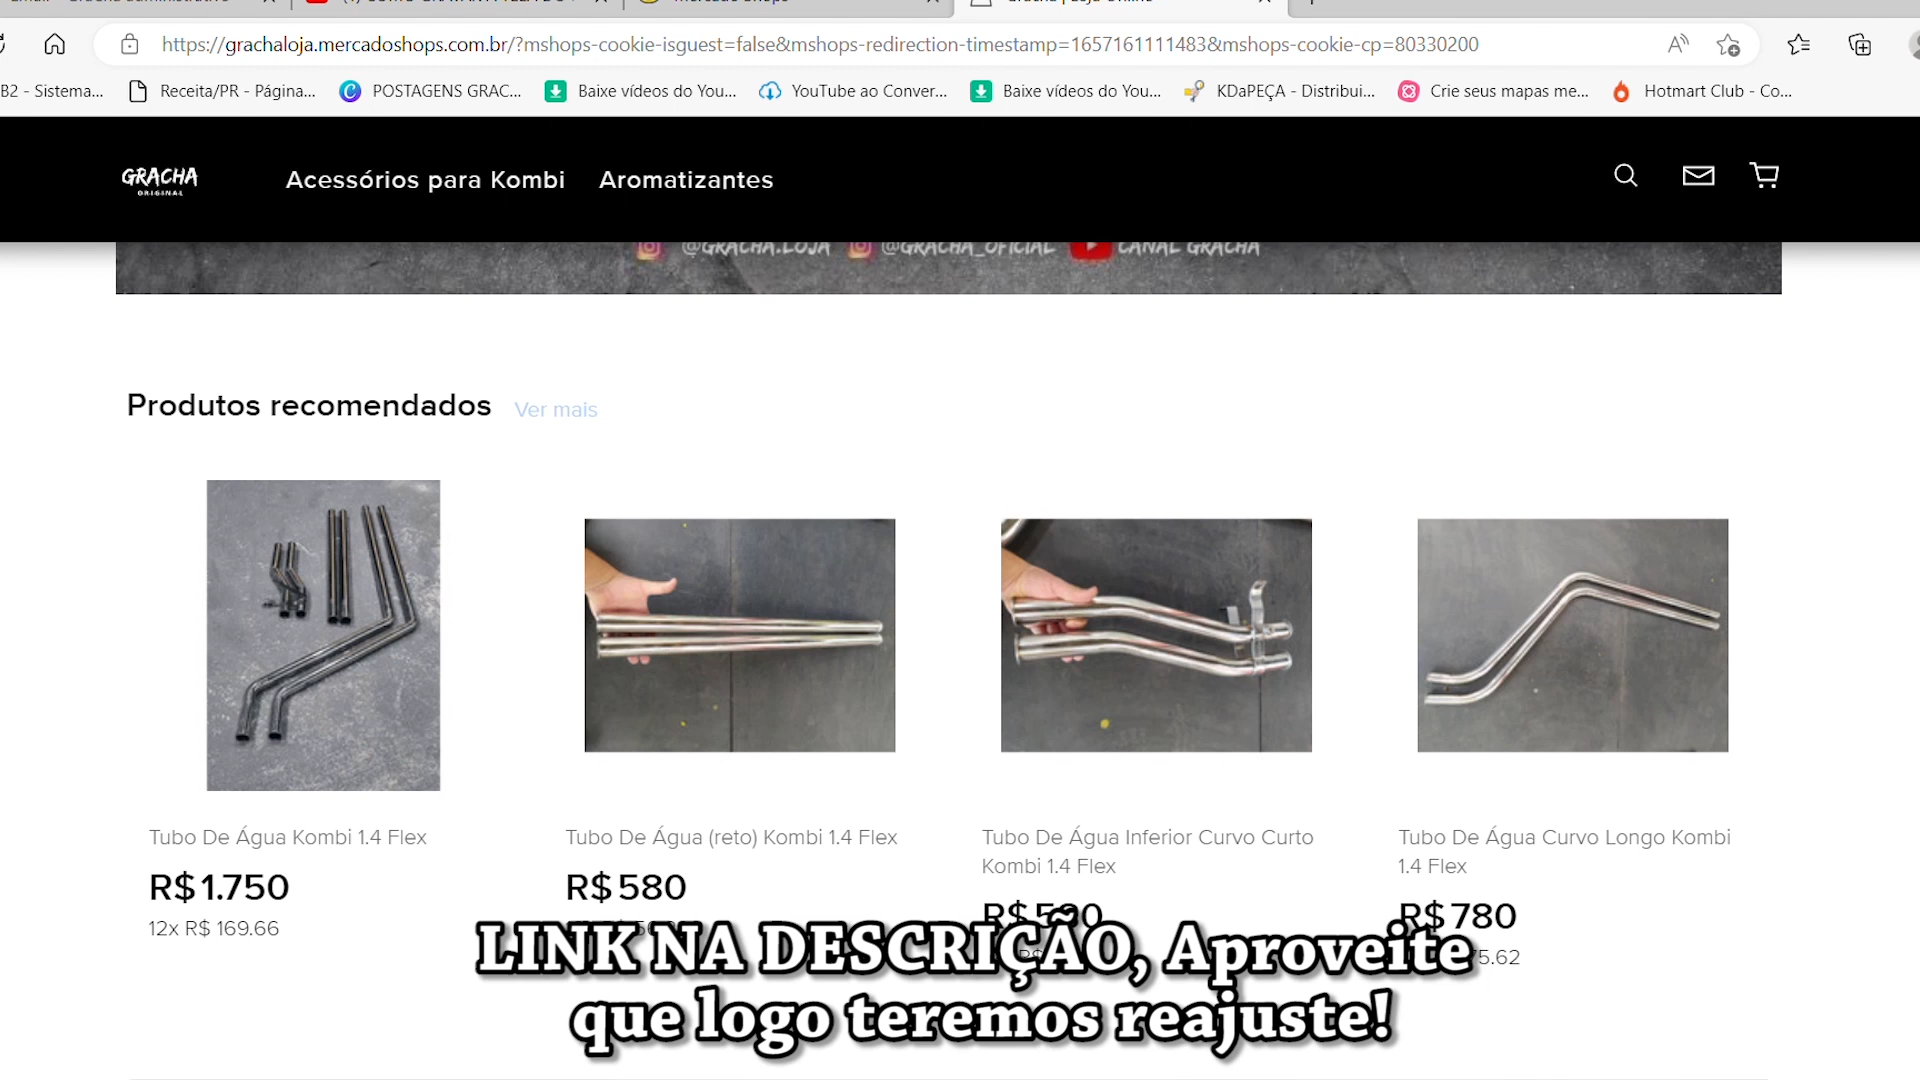 https://grachaloja.mercadoshops.com.br/?mshops-cookie-isguest=false&mshops-redirection-timestamp=1657161111483&mshops-cookie-cp=80330200
B2 - Sistema... Receita/PR - Página... POSTAGENS GRAC... Baixe vídeos do You... YouTube ao Conver... Baixe vídeos do You... KDaPEÇA - Distribui... Crie seus mapas me... Hotmart Club - Co...
GRACHA
ORIGINAL
Acessórios para Kombi Aromatizantes
@GRACHA.LOJA @GRACHA_OFICIAL CANAL GRACHA
Produtos recomendados Ver mais
Tubo De Água Kombi 1.4 Flex
R$ 1.750
12x R$ 169.66
Tubo De Água (reto) Kombi 1.4 Flex
R$ 580
Tubo De Água Inferior Curvo Curto
Kombi 1.4 Flex
Tubo De Água Curvo Longo Kombi
1.4 Flex
R$ 780
LINK NA DESCRIÇÃO, Aproveite
que logo teremos reajuste!